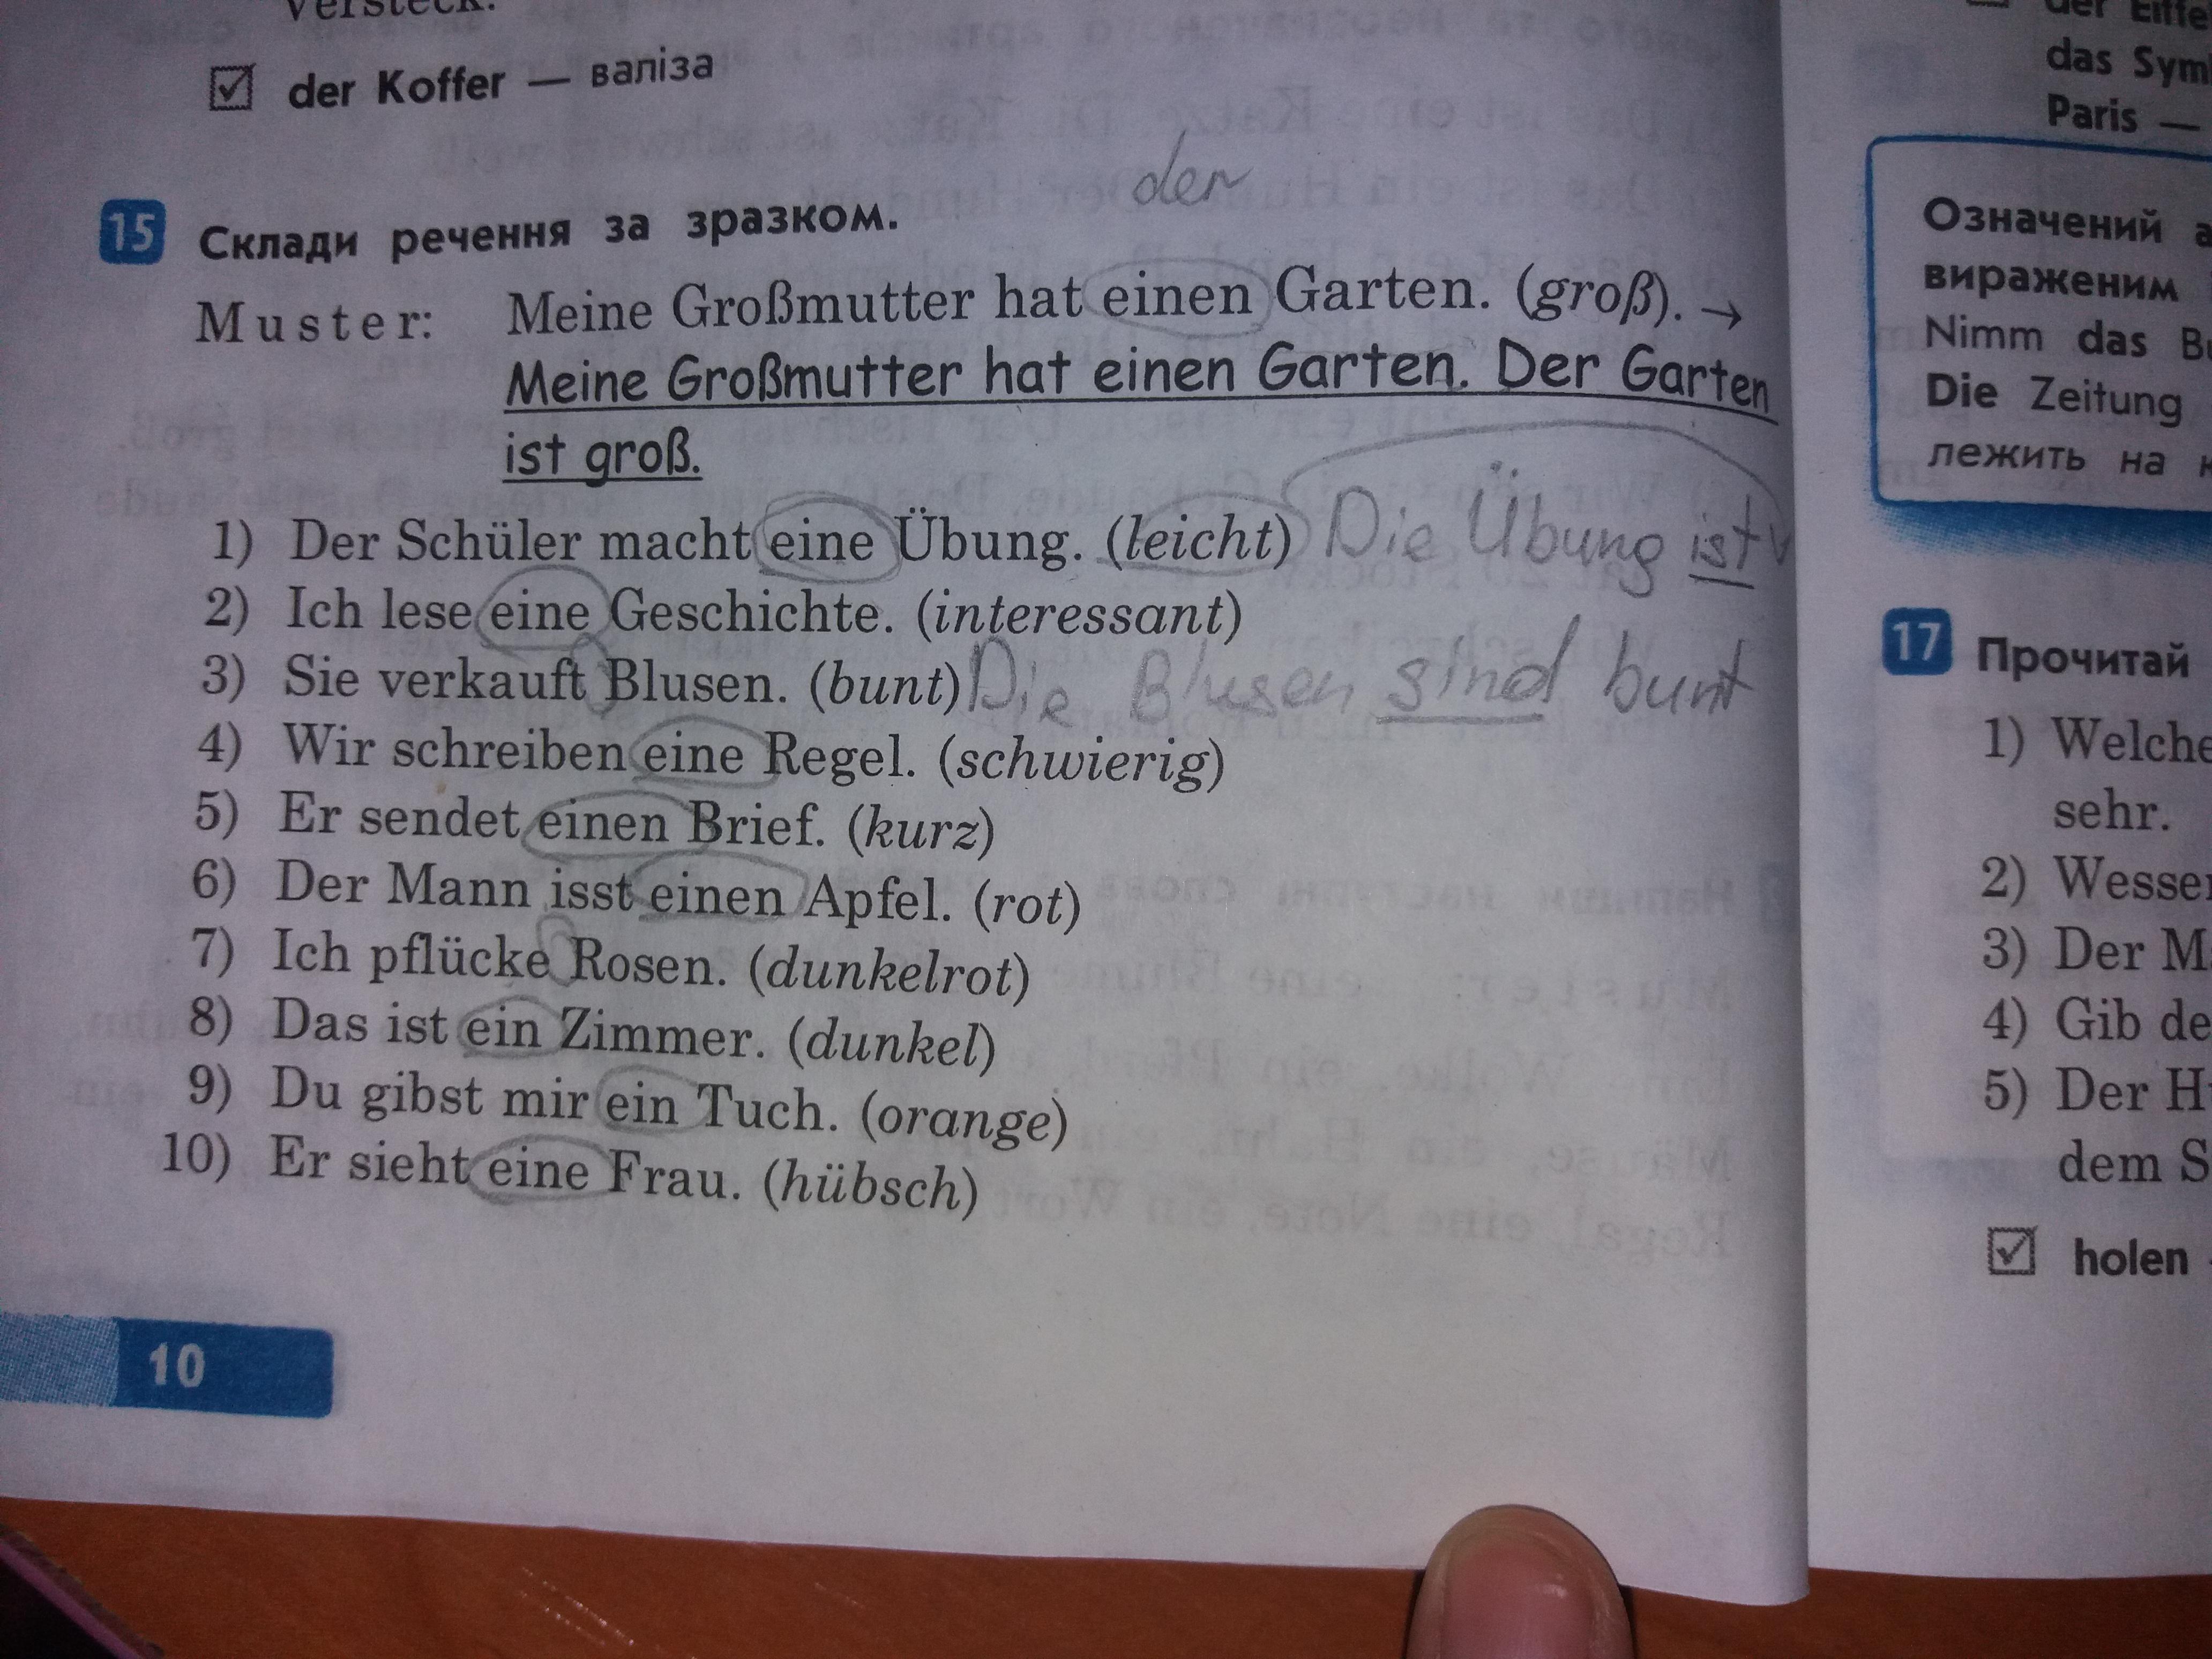 Versteck.
der Koffer — валіза
der
15 Склади речення за зразком.
Muster: Meine Großmutter hat einen Garten. (groß). →
Meine Großmutter hat einen Garten. Der Garten
ist groß.
1) Der Schüler macht eine Übung. (leicht) Die Übung ist
2) Ich lese eine Geschichte. (interessant)
3) Sie verkauft Blusen. (bunt) Die Blusen sind bunt
4) Wir schreiben eine Regel. (schwierig)
5) Er sendet einen Brief. (kurz)
6) Der Mann isst einen Apfel. (rot)
7) Ich pflücke Rosen. (dunkelrot)
8) Das ist ein Zimmer. (dunkel)
9) Du gibst mir ein Tuch. (orange)
10) Er sieht eine Frau. (hübsch)
10
der Eiffe
das Sym
Paris —
Означений а
вираженим
Nimm das Bu
Die Zeitung
лежить на к
17 Прочитай
1) Welche
sehr.
2) Wesser
3) Der M
4) Gib de
5) Der H
dem S
holen -